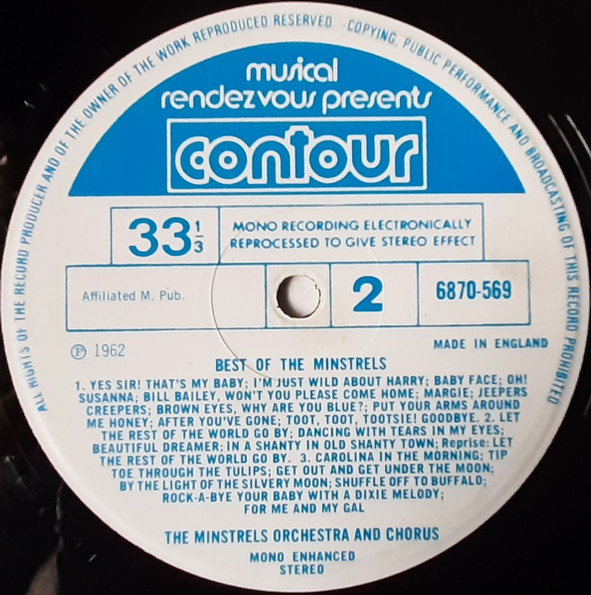 ALL RIGHTS OF THE RECORD PRODUCER AND OF THE OWNER OF THE WORK REPRODUCED RESERVED. COPYING, PUBLIC PERFORMANCE AND BROADCASTING OF THIS RECORD PROHIBITED
musical
rendezvous presents
contour
33 1/3
MONO RECORDING ELECTRONICALLY
REPROCESSED TO GIVE STEREO EFFECT
Affiliated M. Pub.
2
6870-569
Ⓟ 1962
MADE IN ENGLAND
BEST OF THE MINSTRELS
1. YES SIR! THAT'S MY BABY; I'M JUST WILD ABOUT HARRY; BABY FACE; OH!
SUSANNA; BILL BAILEY, WON'T YOU PLEASE COME HOME; MARGIE; JEEPERS
CREEPERS; BROWN EYES, WHY ARE YOU BLUE?; PUT YOUR ARMS AROUND
ME HONEY; AFTER YOU'VE GONE; TOOT, TOOT, TOOTSIE! GOODBYE. 2. LET
THE REST OF THE WORLD GO BY; DANCING WITH TEARS IN MY EYES;
BEAUTIFUL DREAMER; IN A SHANTY IN OLD SHANTY TOWN; Reprise: LET
THE REST OF THE WORLD GO BY. 3. CAROLINA IN THE MORNING; TIP
TOE THROUGH THE TULIPS; GET OUT AND GET UNDER THE MOON;
BY THE LIGHT OF THE SILVERY MOON; SHUFFLE OFF TO BUFFALO;
ROCK-A-BYE YOUR BABY WITH A DIXIE MELODY;
FOR ME AND MY GAL
THE MINSTRELS ORCHESTRA AND CHORUS
MONO ENHANCED
STEREO